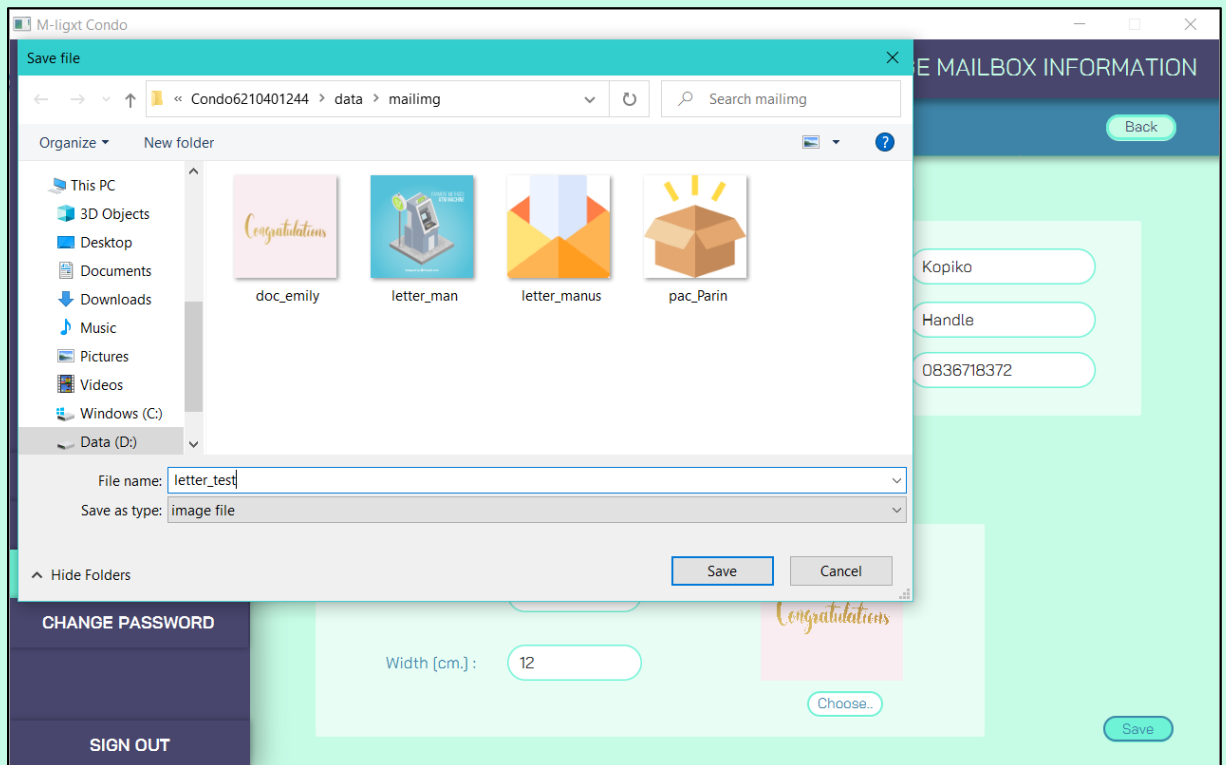 M-ligxt Condo
Save file
GE MAILBOX INFORMATION
« Condo6210401244 > data > mailimg
Search mailimg
Back
Organize
New folder
?
This PC
3D Objects
Desktop
Documents
Downloads
Music
Pictures
Videos
Windows (C:)
Data (D:)
Congratulations
ATM MACHINE
doc_emily
letter_man
letter_manus
pac_Parin
Kopiko
Handle
0836718372
File name: letter_test
Save as type: image file
Hide Folders
Save
Cancel
CHANGE PASSWORD
Congratulations
Width (cm.) : 12
Choose..
Save
SIGN OUT